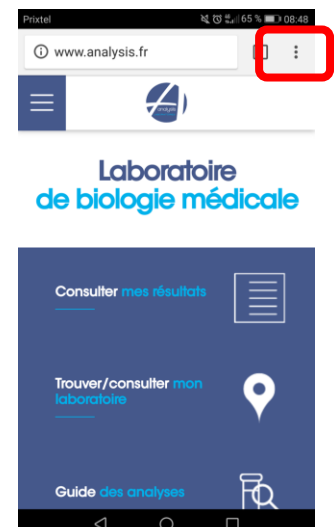 Prixtel 65 % 08:48
www.analysis.fr
analysis
Laboratoire
de biologie médicale
Consulter mes résultats
Trouver/consulter mon
laboratoire
Guide des analyses